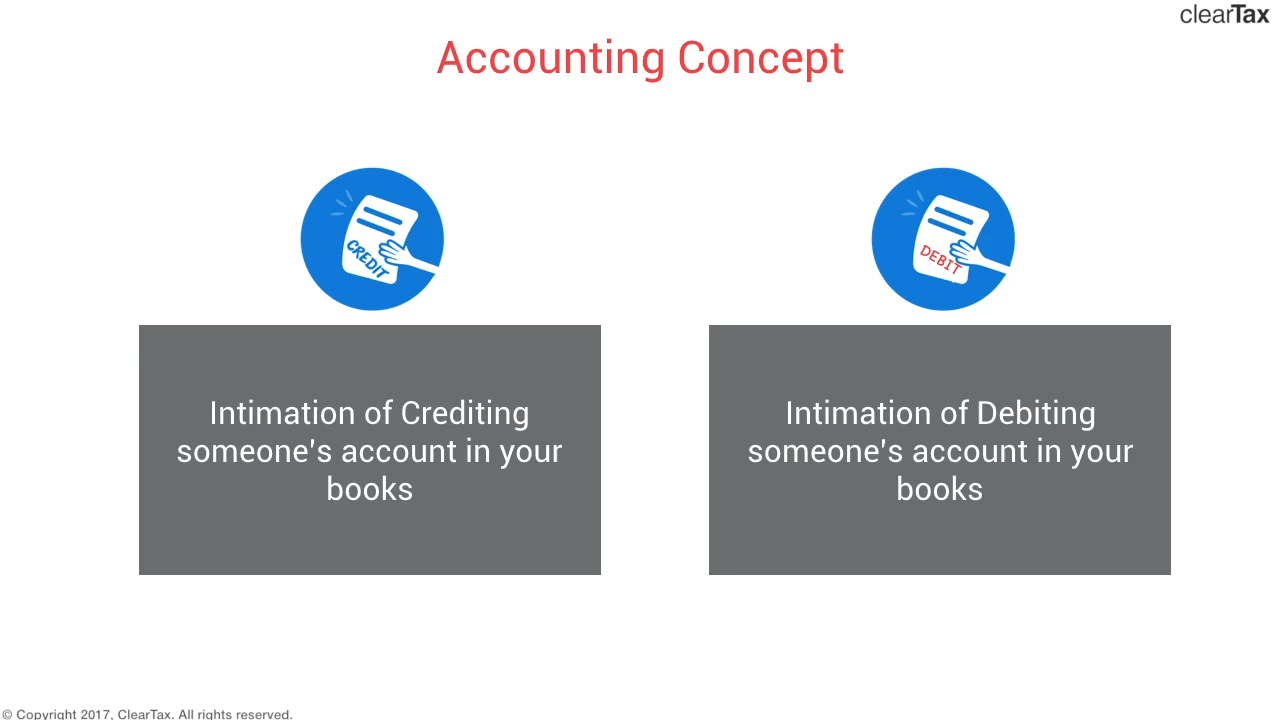 clearTax
Accounting Concept
CREDIT
DEBIT
Intimation of Crediting
someone's account in your
books
Intimation of Debiting
someone's account in your
books
© Copyright 2017, ClearTax. All rights reserved.